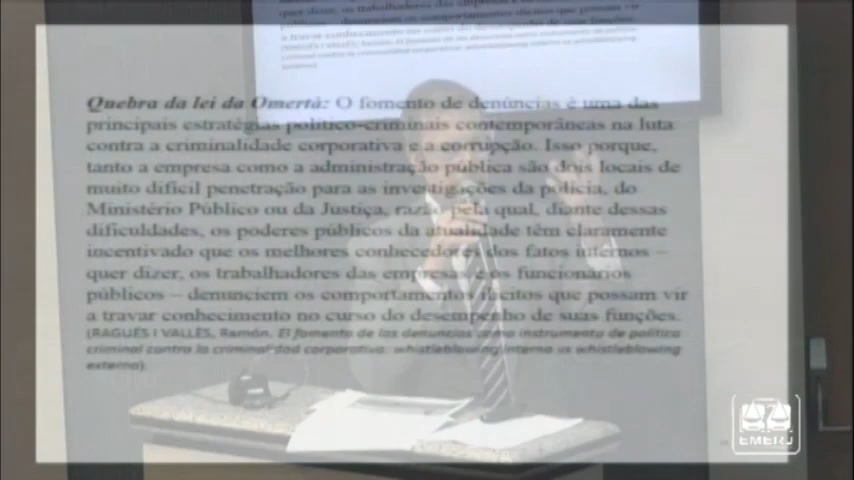 Quebra da lei da Omertà: O fomento de denúncias é uma das
principais estratégias político-criminais contemporâneas na luta
contra a criminalidade corporativa e a corrupção. Isso porque,
tanto a empresa como a administração pública são dois locais de
muito difícil penetração para as investigações da polícia, do
Ministério Público ou da Justiça, razão pela qual, diante dessas
dificuldades, os poderes públicos da atualidade têm claramente
incentivado que os melhores conhecedores dos fatos internos –
quer dizer, os trabalhadores das empresas e os funcionários
públicos – denunciem os comportamentos ilícitos que possam vir
a travar conhecimento no curso do desempenho de suas funções.
(RAGUÉS I VALLÈS, Ramón. El fomento de las denuncias como instrumento de política
criminal contra la criminalidad corporativa: whistleblowing interno vs whistleblowing
externo).
EMERJ